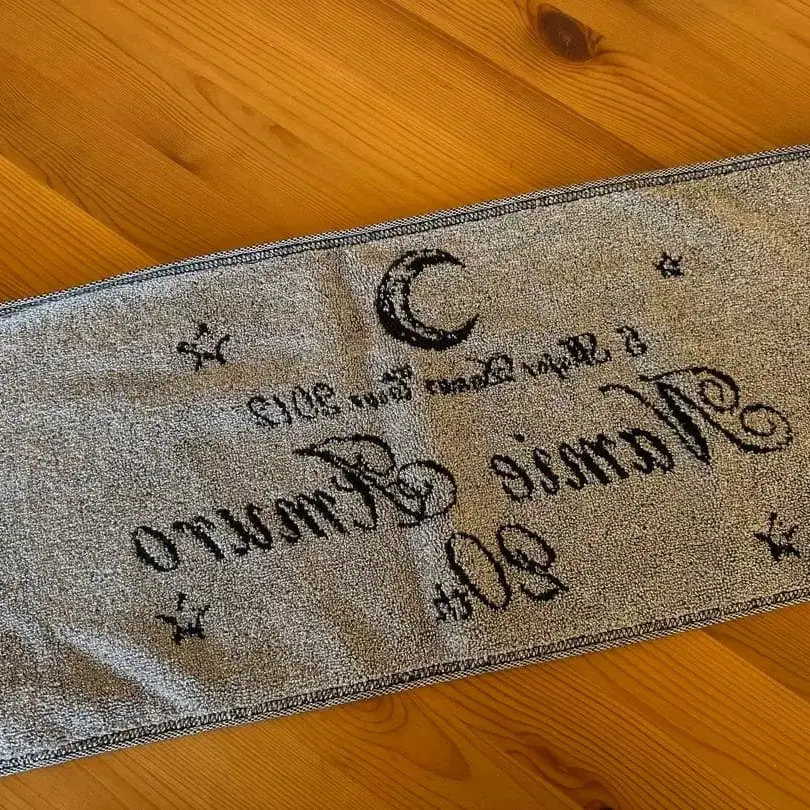 5 Major Domes Tour 2012
Namie Amuro
20th